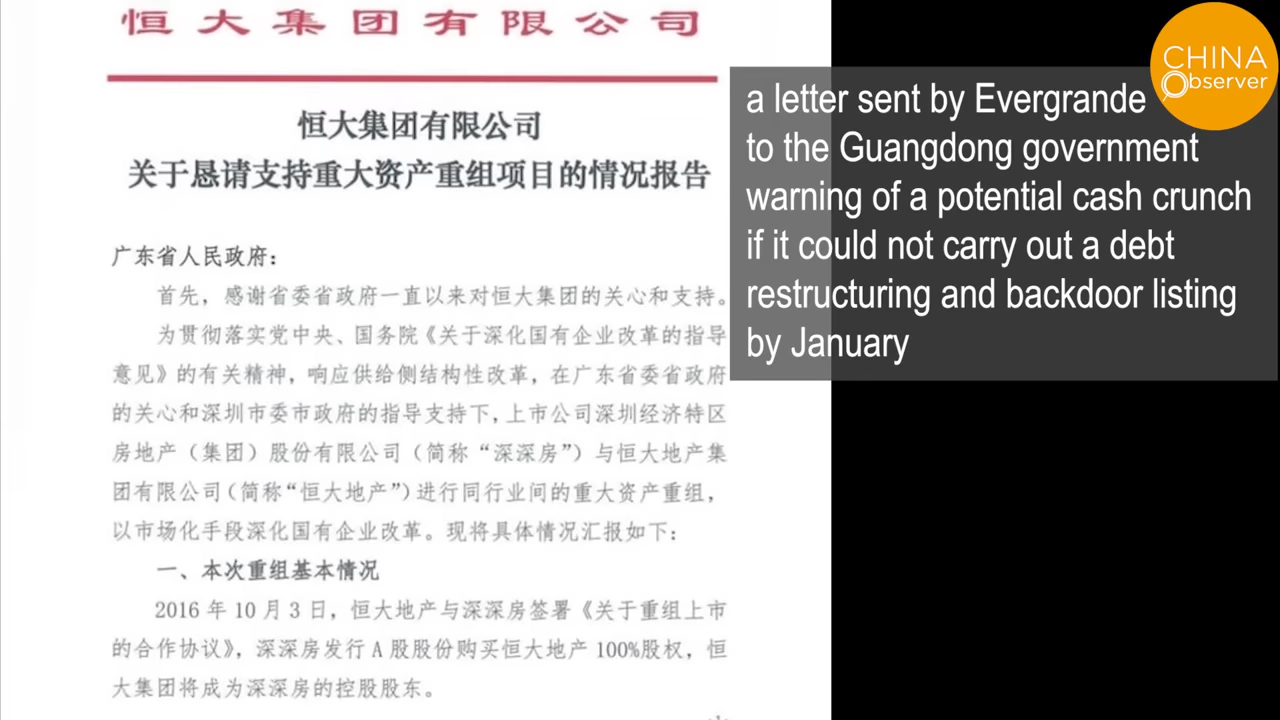 恒大集团有限公司
恒大集团有限公司
关于恳请支持重大资产重组项目的情况报告
广东省人民政府：
首先，感谢省委省政府一直以来对恒大集团的关心和支持。
为贯彻落实党中央、国务院《关于深化国有企业改革的指导
意见》的有关精神，响应供给侧结构性改革，在广东省委省政府
的关心和深圳市委市政府的指导支持下，上市公司深圳经济特区
房地产（集团）股份有限公司（简称“深深房”）与恒大地产集
团有限公司（简称“恒大地产”）进行同行业间的重大资产重组，
以市场化手段深化国有企业改革。现将具体情况汇报如下：
一、本次重组基本情况
2016 年 10 月 3 日，恒大地产与深深房签署《关于重组上市
的合作协议》，深深房发行 A 股股份购买恒大地产 100%股权，恒
大集团将成为深深房的控股股东。
CHINA
Observer
a letter sent by Evergrande
to the Guangdong government
warning of a potential cash crunch
if it could not carry out a debt
restructuring and backdoor listing
by January